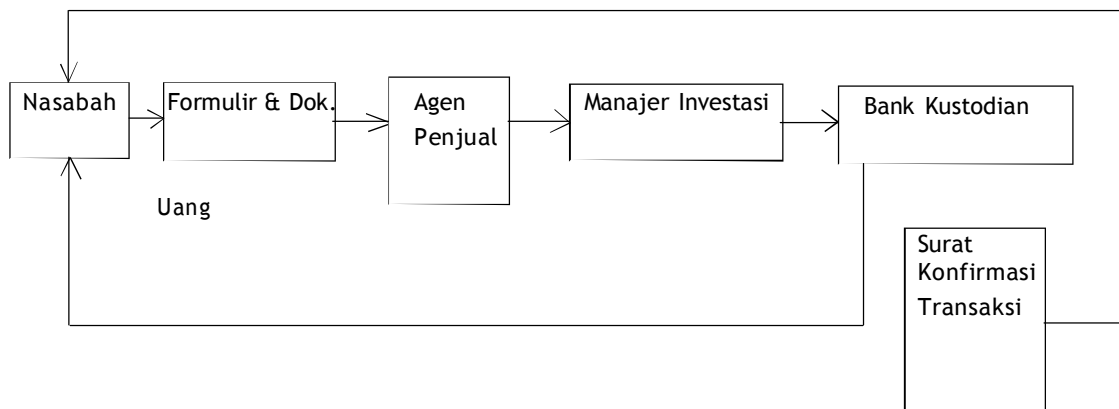 Nasabah
Formulir & Dok.
Agen
Penjual
Manajer Investasi
Bank Kustodian
Uang
Surat
Konfirmasi
Transaksi